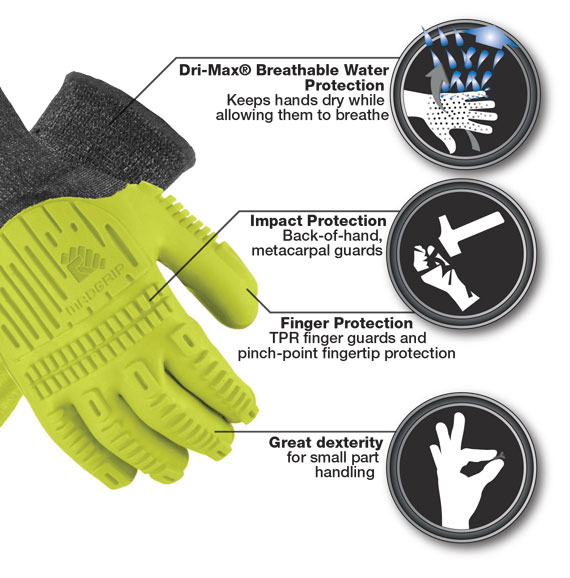 Dri-Max® Breathable Water
Protection
Keeps hands dry while
allowing them to breathe
Impact Protection
Back-of-hand,
metacarpal guards
MADGRIP
Finger Protection
TPR finger guards and
pinch-point fingertip protection
Great dexterity
for small part
handling